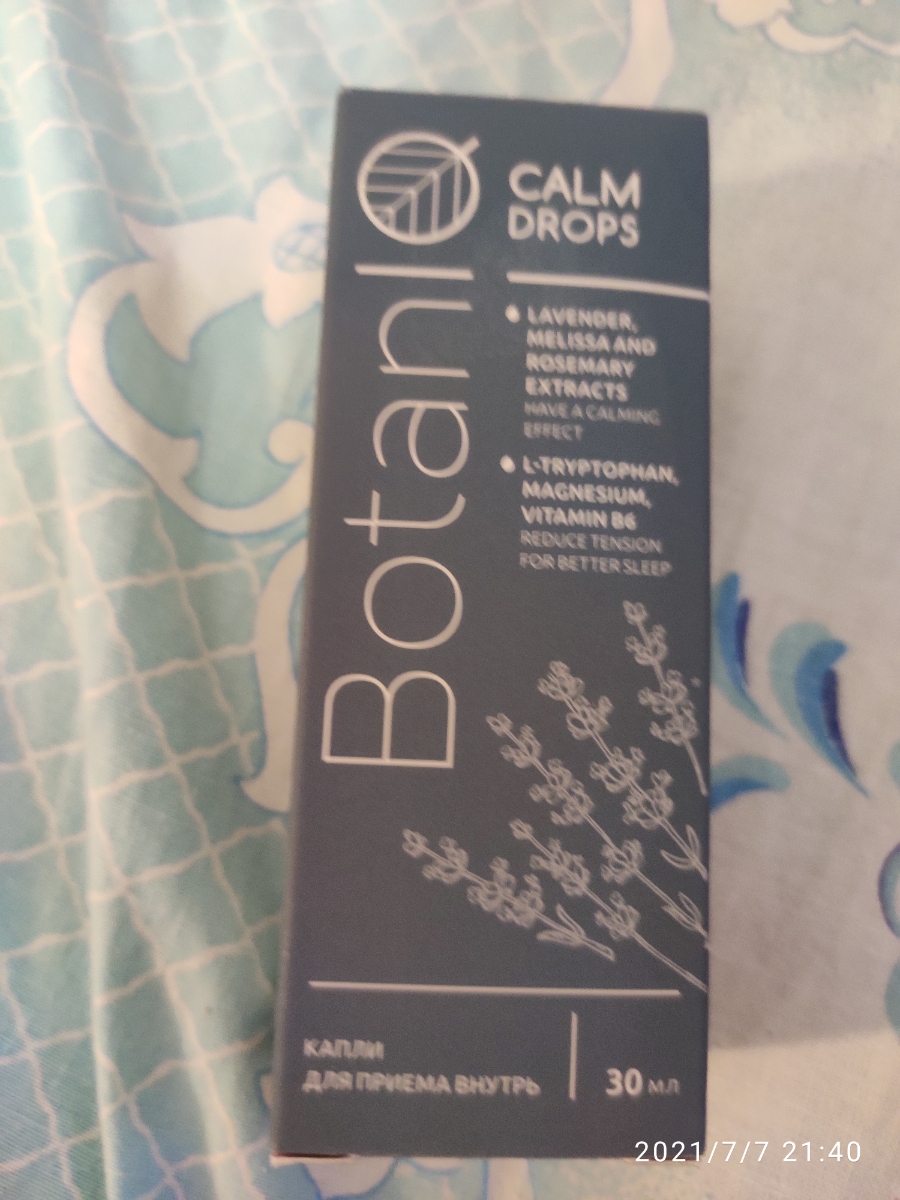 BotanIQ
CALM
DROPS
LAVENDER,
MELISSA AND
ROSEMARY
EXTRACTS
HAVE A CALMING
EFFECT
L-TRYPTOPHAN,
MAGNESIUM,
VITAMIN B6
REDUCE TENSION
FOR BETTER SLEEP
КАПЛИ
ДЛЯ ПРИЕМА ВНУТРЬ
30 МЛ
2021/7/7 21:40